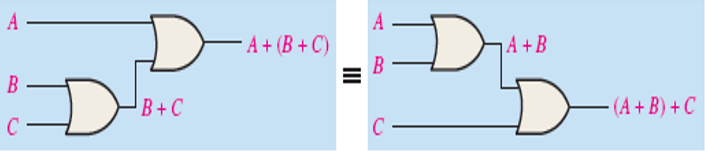 A
A + (B + C)
B
B + C
C
≡
A
A + B
B
(A + B) + C
C